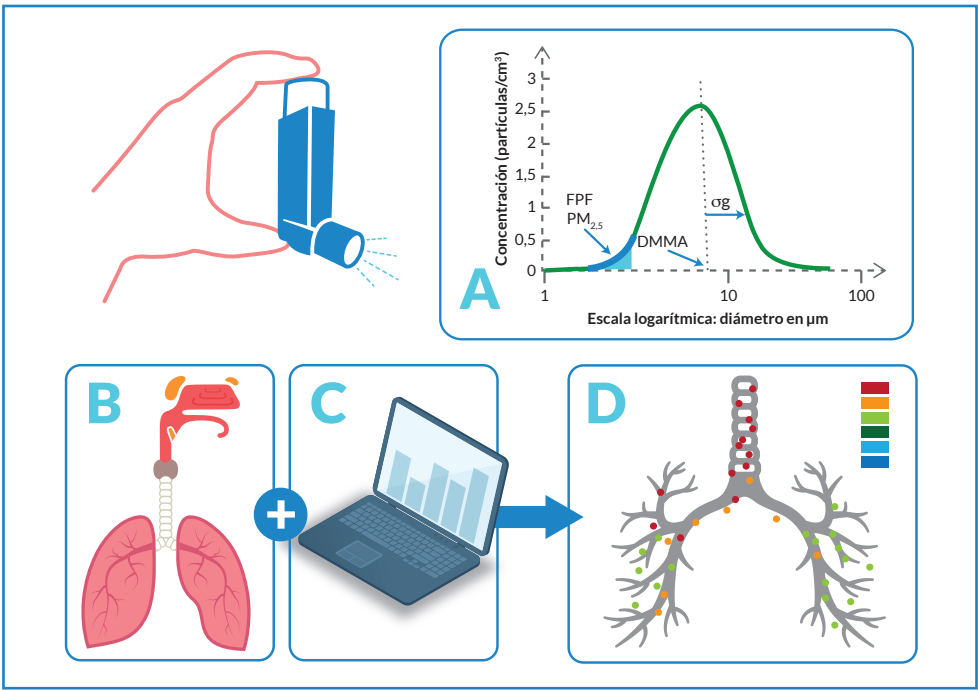 Concentración (partículas/cm³)
3
2,5
2
1,5
1
0,5
0
FPF
PM2,5
DMMA
σg
1
10
100
Escala logarítmica: diámetro en µm
A
B
C
D